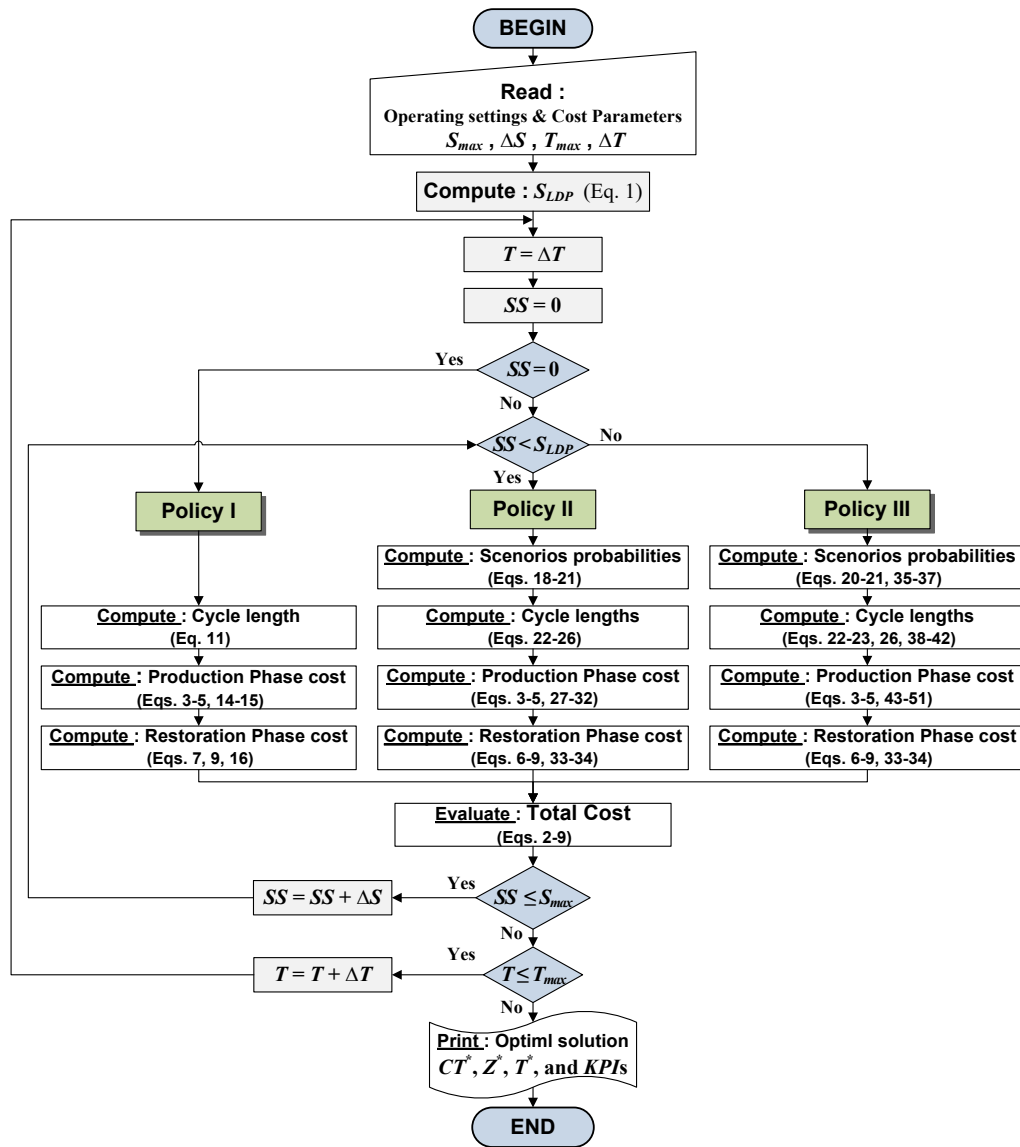 BEGIN
Read :
Operating settings & Cost Parameters
S_max , ΔS , T_max , ΔT
Compute : S_LDP (Eq. 1)
T = ΔT
SS = 0
Yes
SS = 0
No
SS < S_LDP
No
Yes
Policy I
Policy II
Policy III
Compute : Scenorios probabilities
(Eqs. 18-21)
Compute : Scenorios probabilities
(Eqs. 20-21, 35-37)
Compute : Cycle length
(Eq. 11)
Compute : Cycle lengths
(Eqs. 22-26)
Compute : Cycle lengths
(Eqs. 22-23, 26, 38-42)
Compute : Production Phase cost
(Eqs. 3-5, 14-15)
Compute : Production Phase cost
(Eqs. 3-5, 27-32)
Compute : Production Phase cost
(Eqs. 3-5, 43-51)
Compute : Restoration Phase cost
(Eqs. 7, 9, 16)
Compute : Restoration Phase cost
(Eqs. 6-9, 33-34)
Compute : Restoration Phase cost
(Eqs. 6-9, 33-34)
Evaluate : Total Cost
(Eqs. 2-9)
SS = SS + ΔS
Yes
SS ≤ S_max
No
T = T + ΔT
Yes
T ≤ T_max
No
Print : Optiml solution
CT*, Z*, T*, and KPIs
END